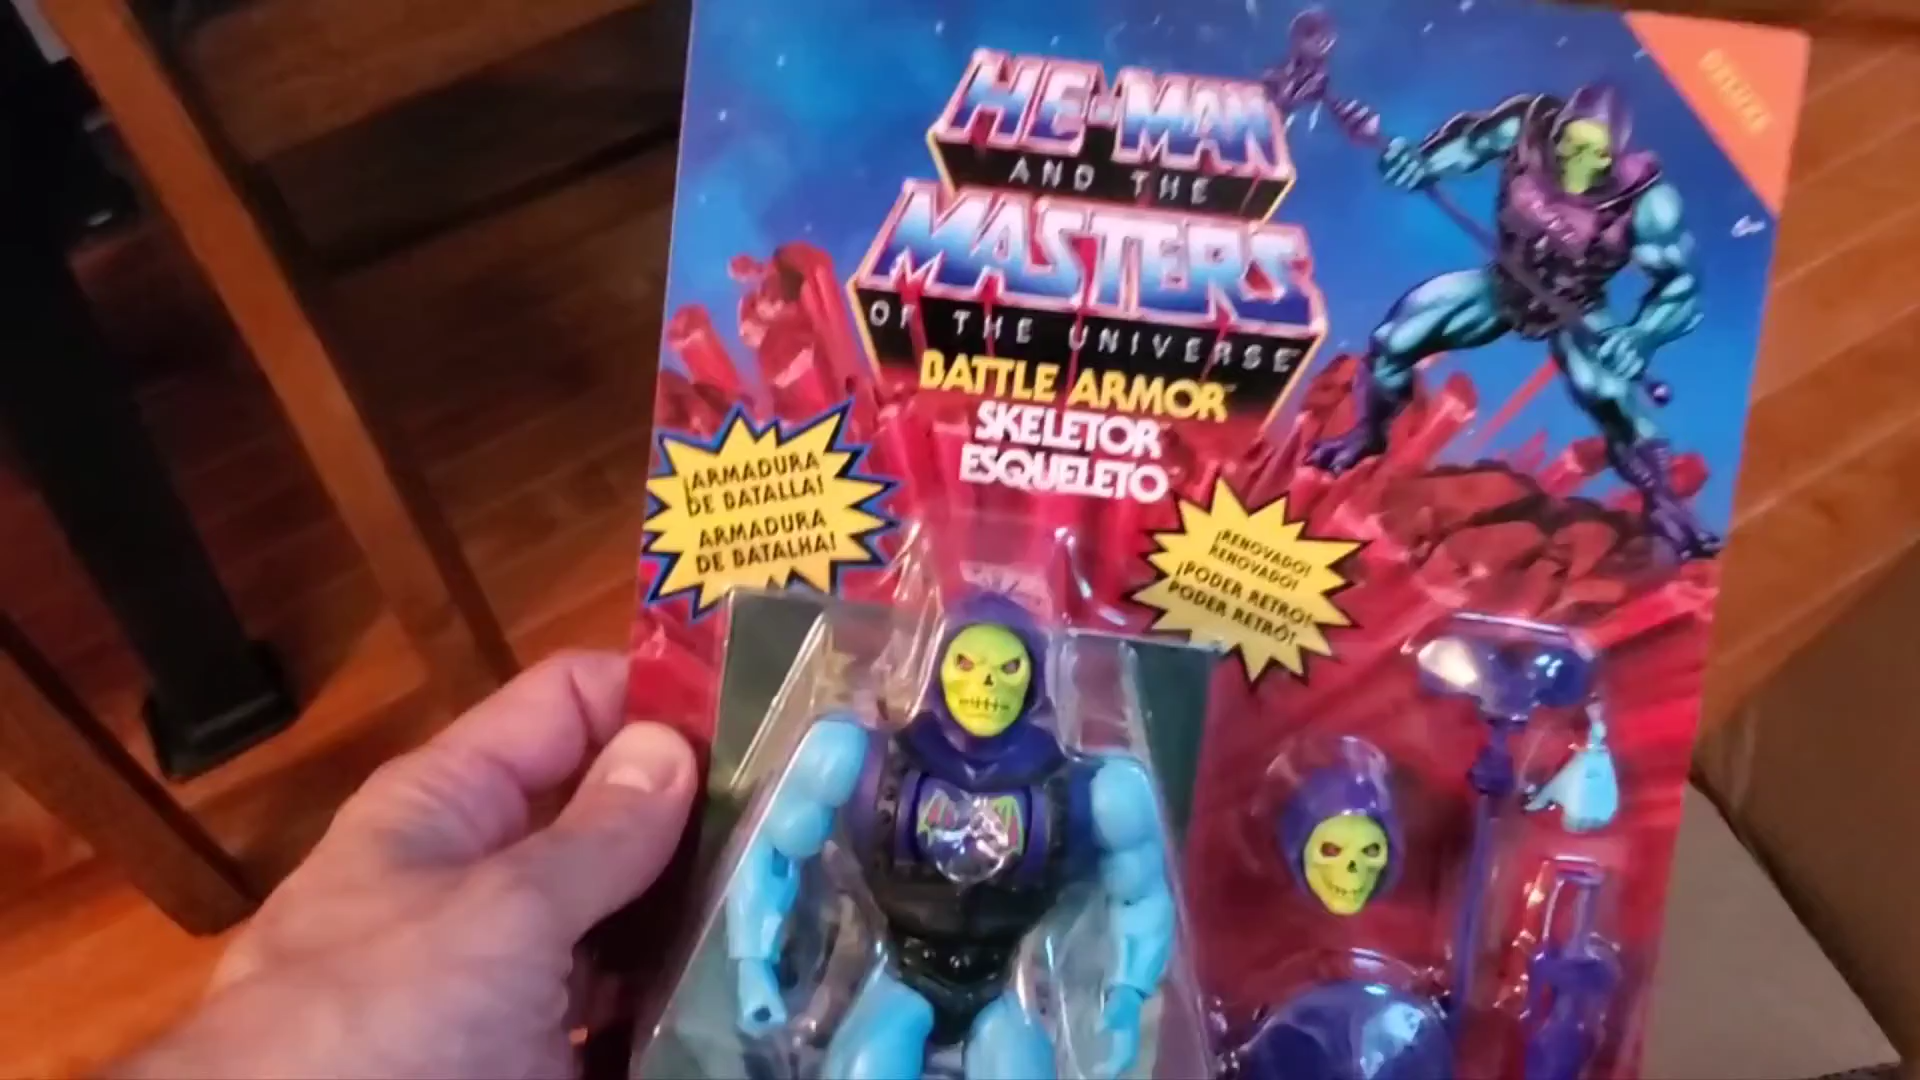 DELUXE
HE-MAN
AND THE
MASTERS
OF THE UNIVERSE
BATTLE ARMOR
SKELETOR
ESQUELETO
¡ARMADURA
DE BATALLA!
ARMADURA
DE BATALHA!
¡RENOVADO!
RENOVADO!
¡PODER RETRO!
PODER RETRÔ!